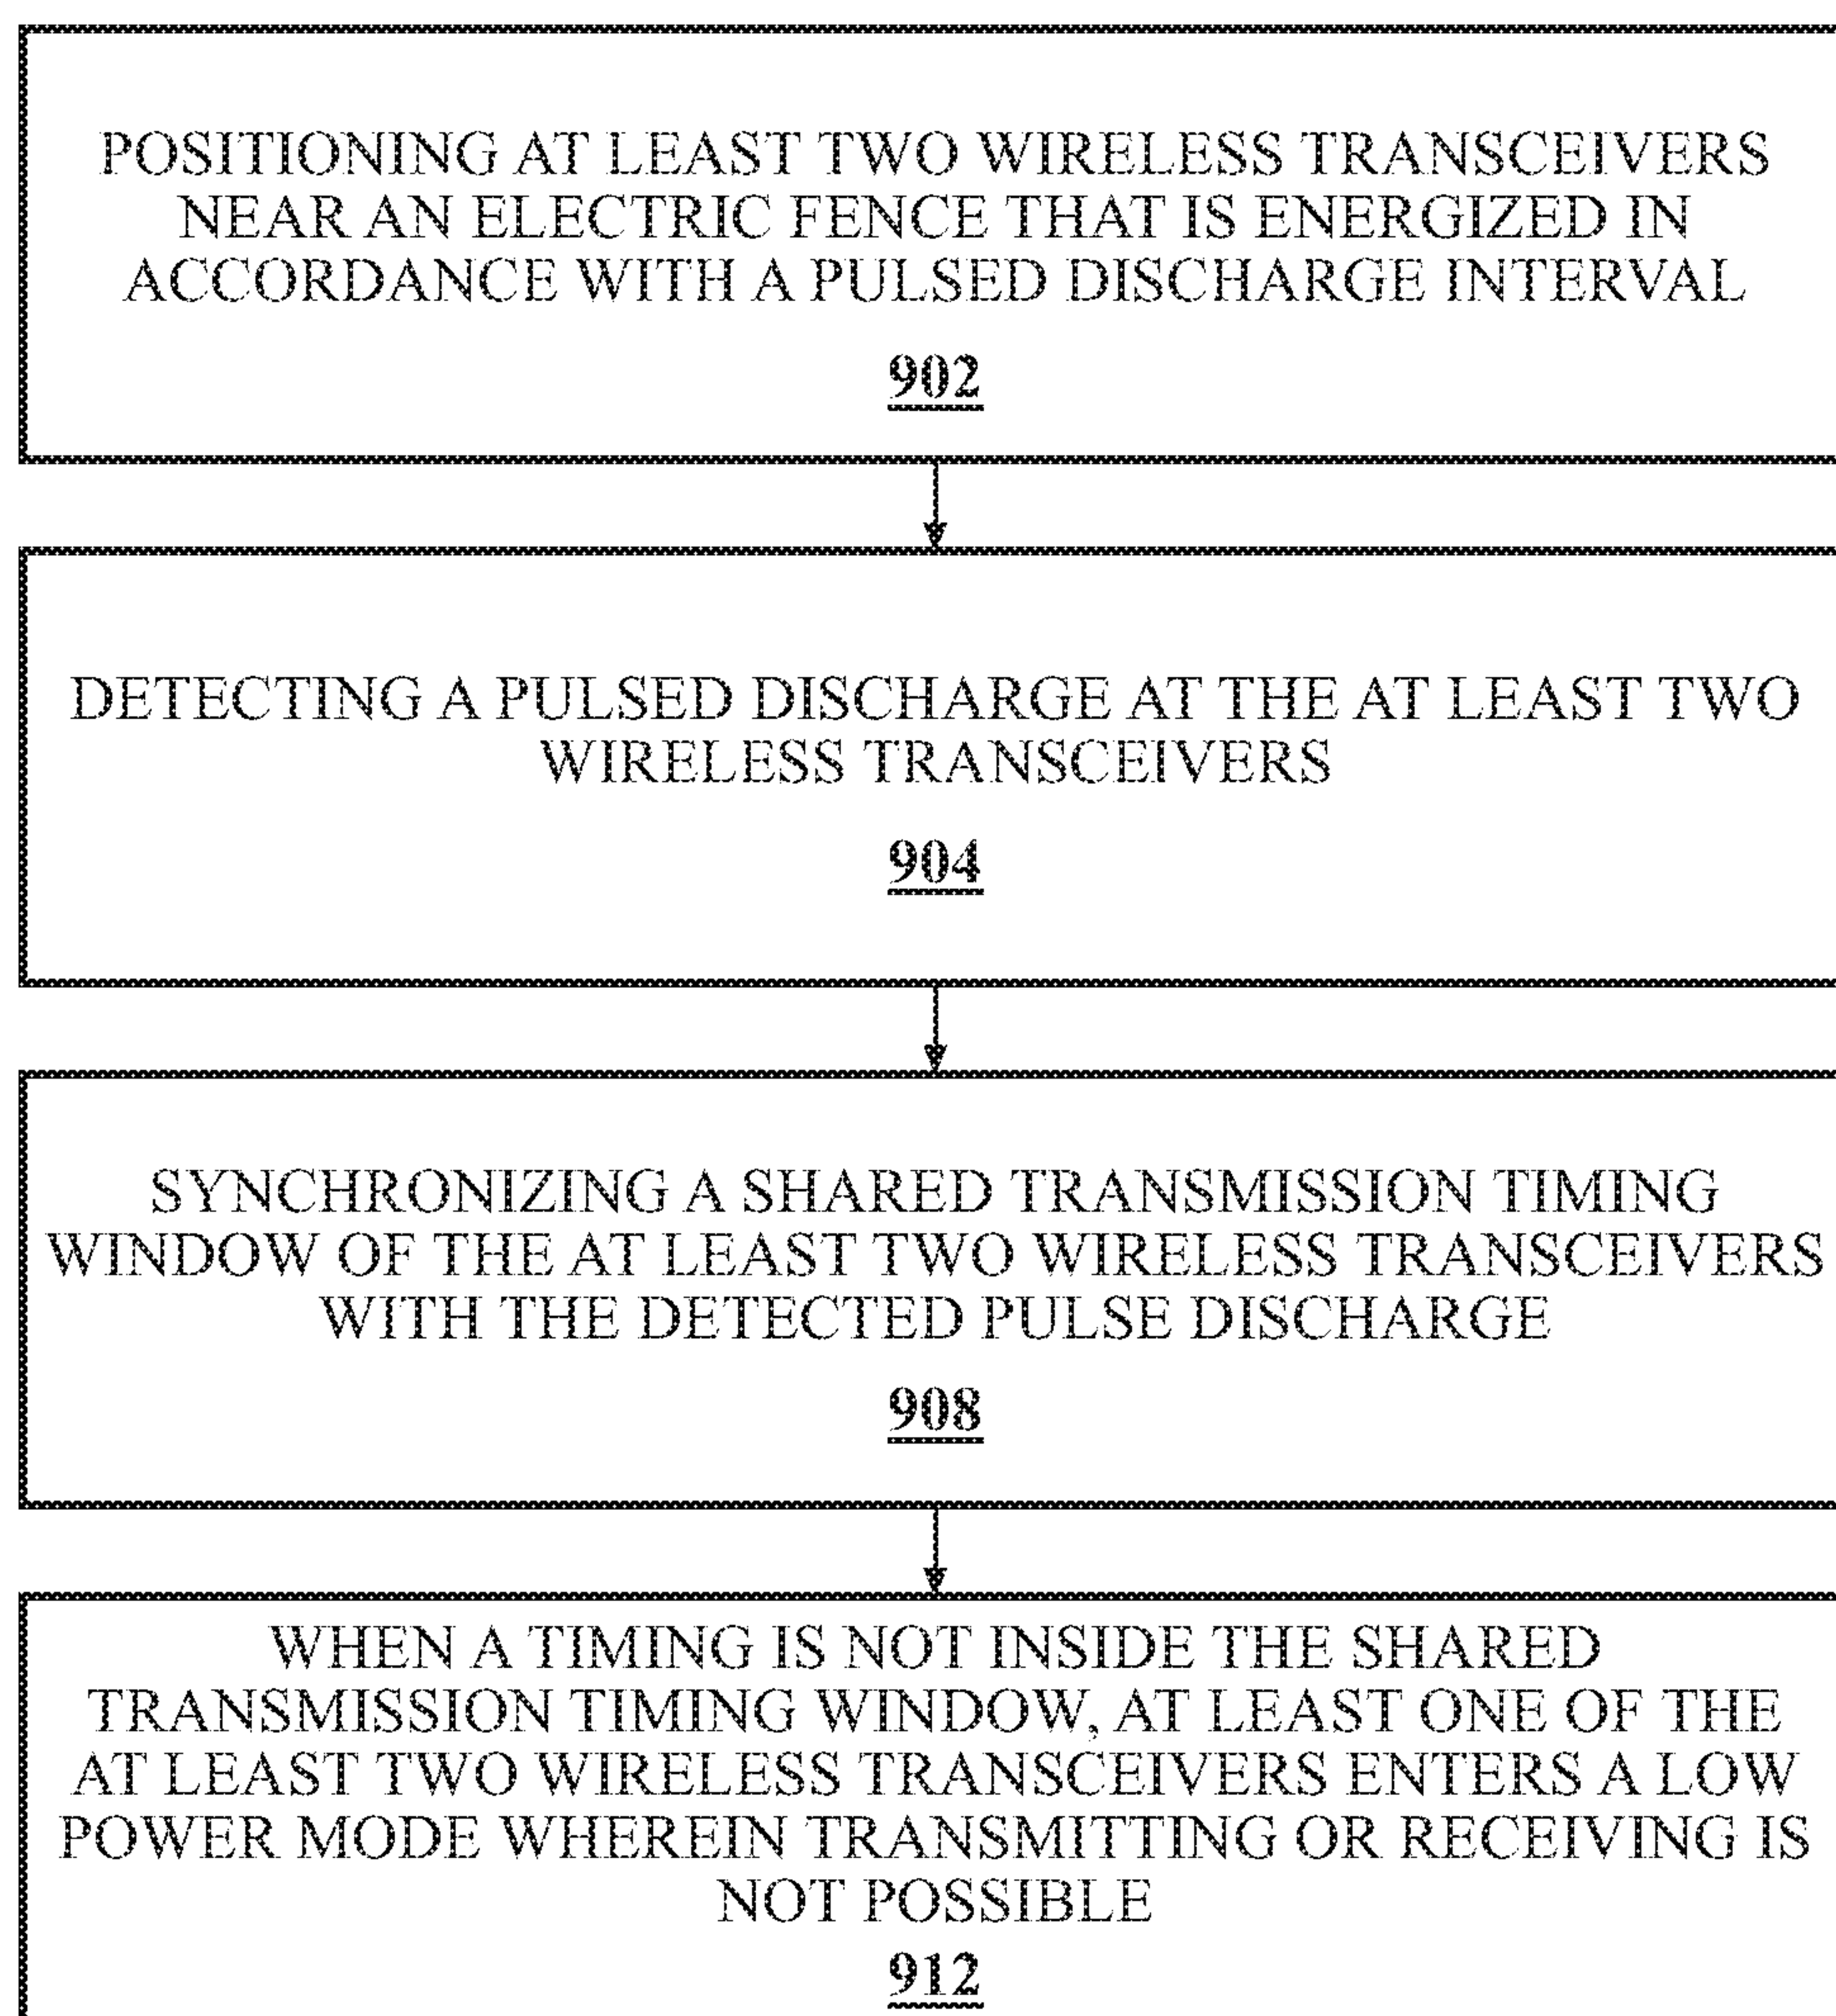 POSITIONING AT LEAST TWO WIRELESS TRANSCEIVERS
NEAR AN ELECTRIC FENCE THAT IS ENERGIZED IN
ACCORDANCE WITH A PULSED DISCHARGE INTERVAL
902
DETECTING A PULSED DISCHARGE AT THE AT LEAST TWO
WIRELESS TRANSCEIVERS
904
SYNCHRONIZING A SHARED TRANSMISSION TIMING
WINDOW OF THE AT LEAST TWO WIRELESS TRANSCEIVERS
WITH THE DETECTED PULSE DISCHARGE
908
WHEN A TIMING IS NOT INSIDE THE SHARED
TRANSMISSION TIMING WINDOW, AT LEAST ONE OF THE
AT LEAST TWO WIRELESS TRANSCEIVERS ENTERS A LOW
POWER MODE WHEREIN TRANSMITTING OR RECEIVING IS
NOT POSSIBLE
912